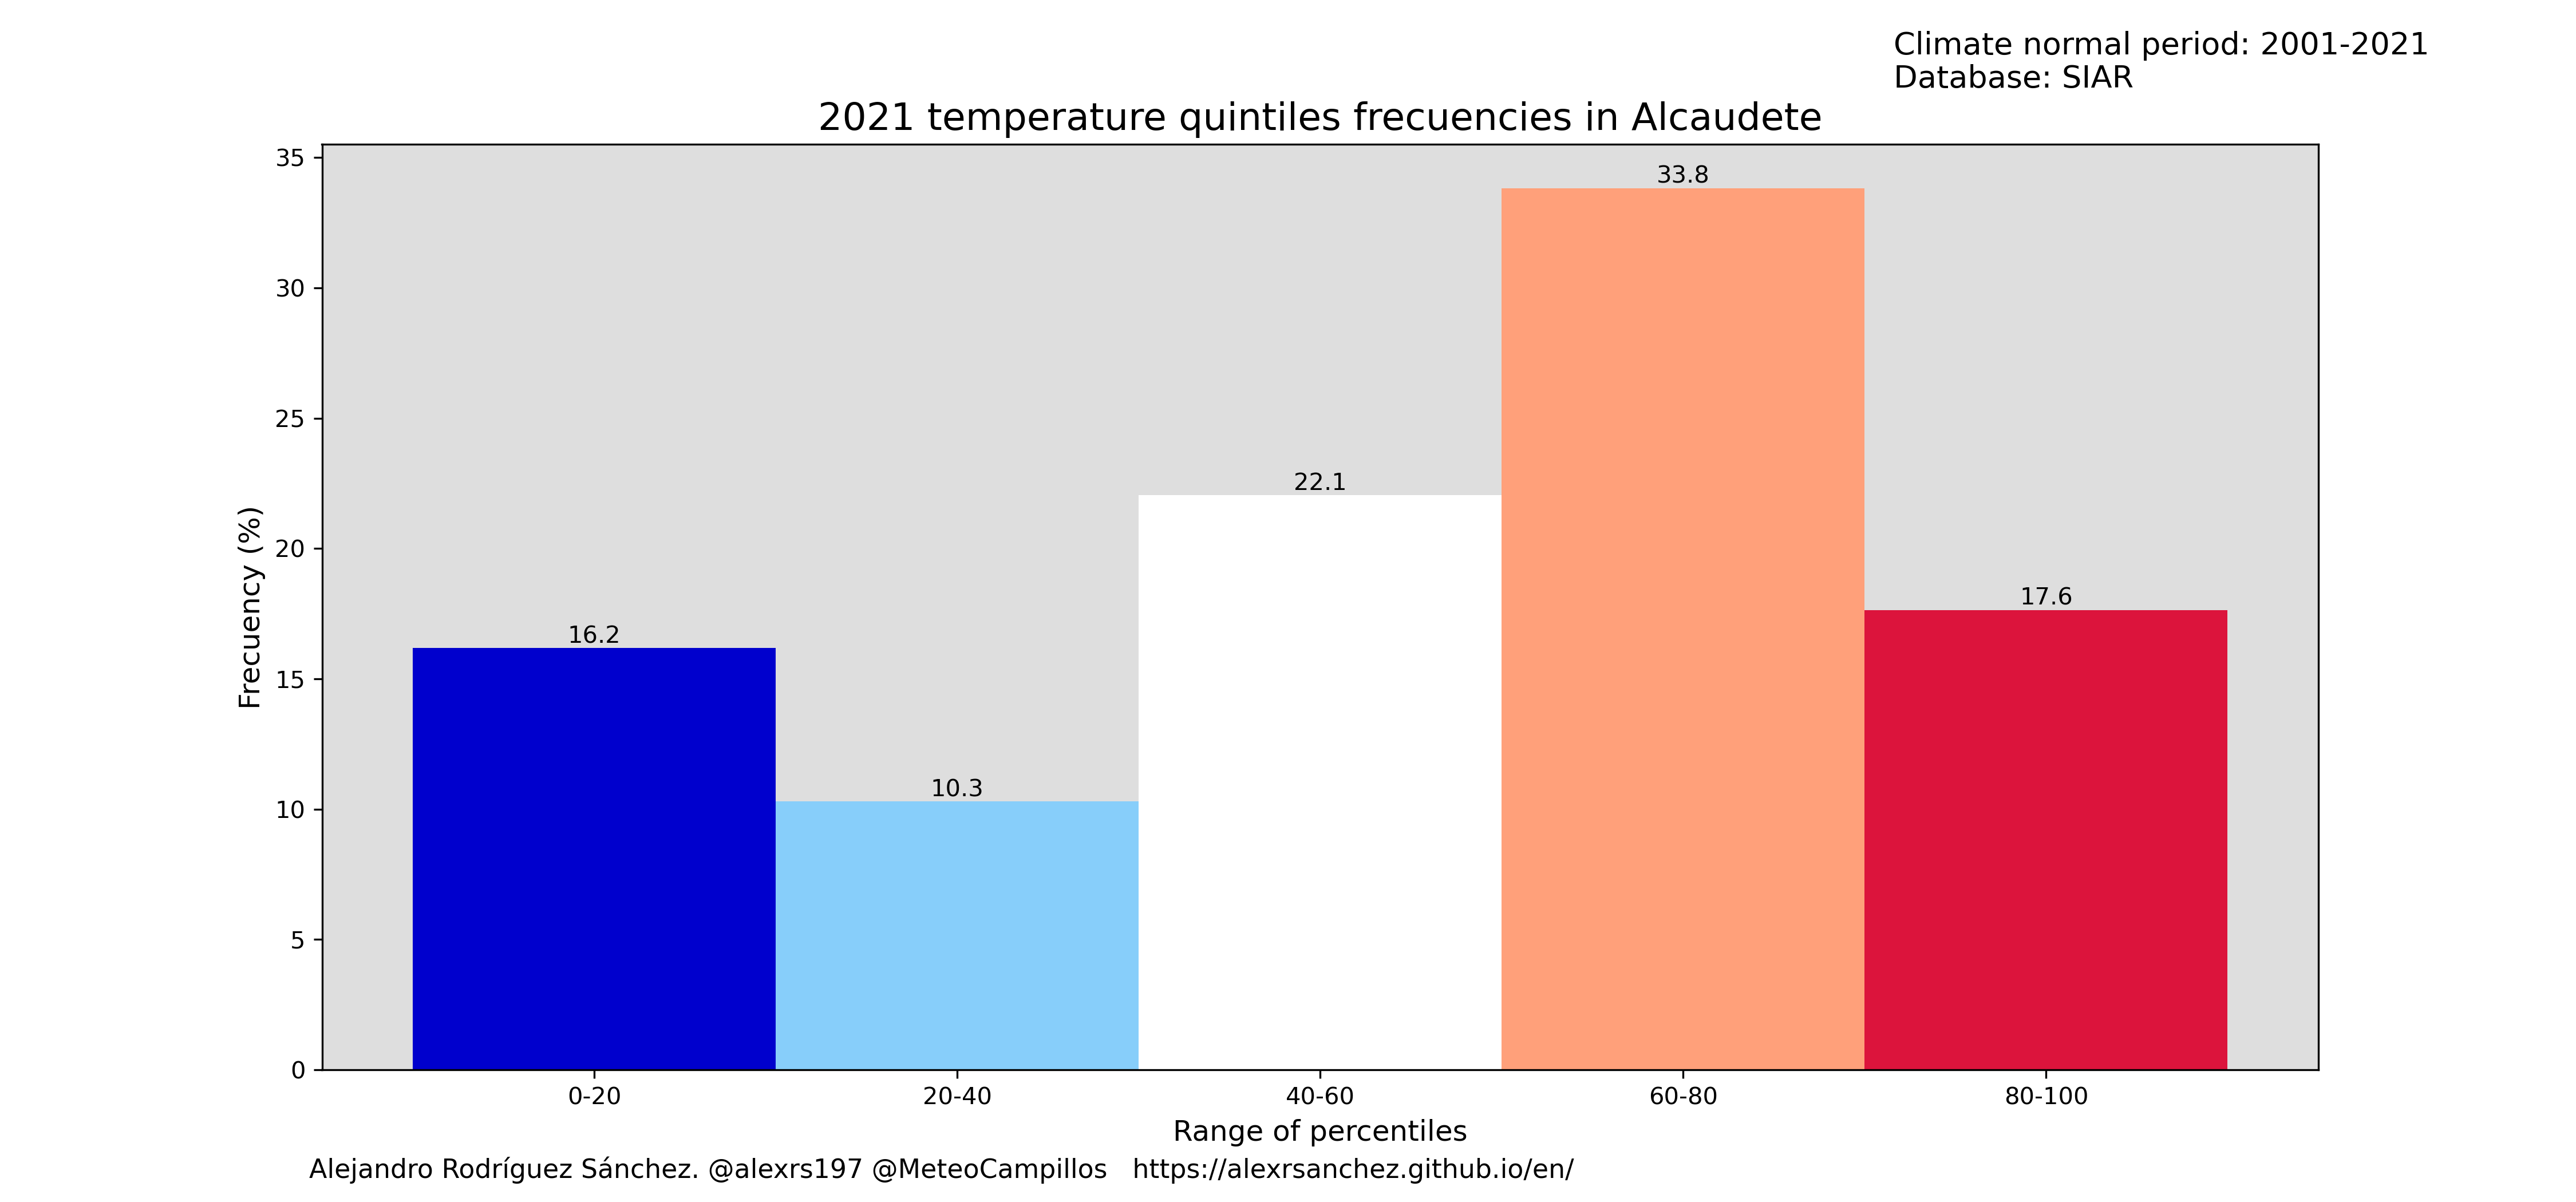 Climate normal period: 2001-2021
Database: SIAR
2021 temperature quintiles frecuencies in Alcaudete
35
30
25
20
15
10
5
0
Frecuency (%)
16.2
10.3
22.1
33.8
17.6
0-20 20-40 40-60 60-80 80-100
Range of percentiles
Alejandro Rodríguez Sánchez. @alexrs197 @MeteoCampillos https://alexrsanchez.github.io/en/